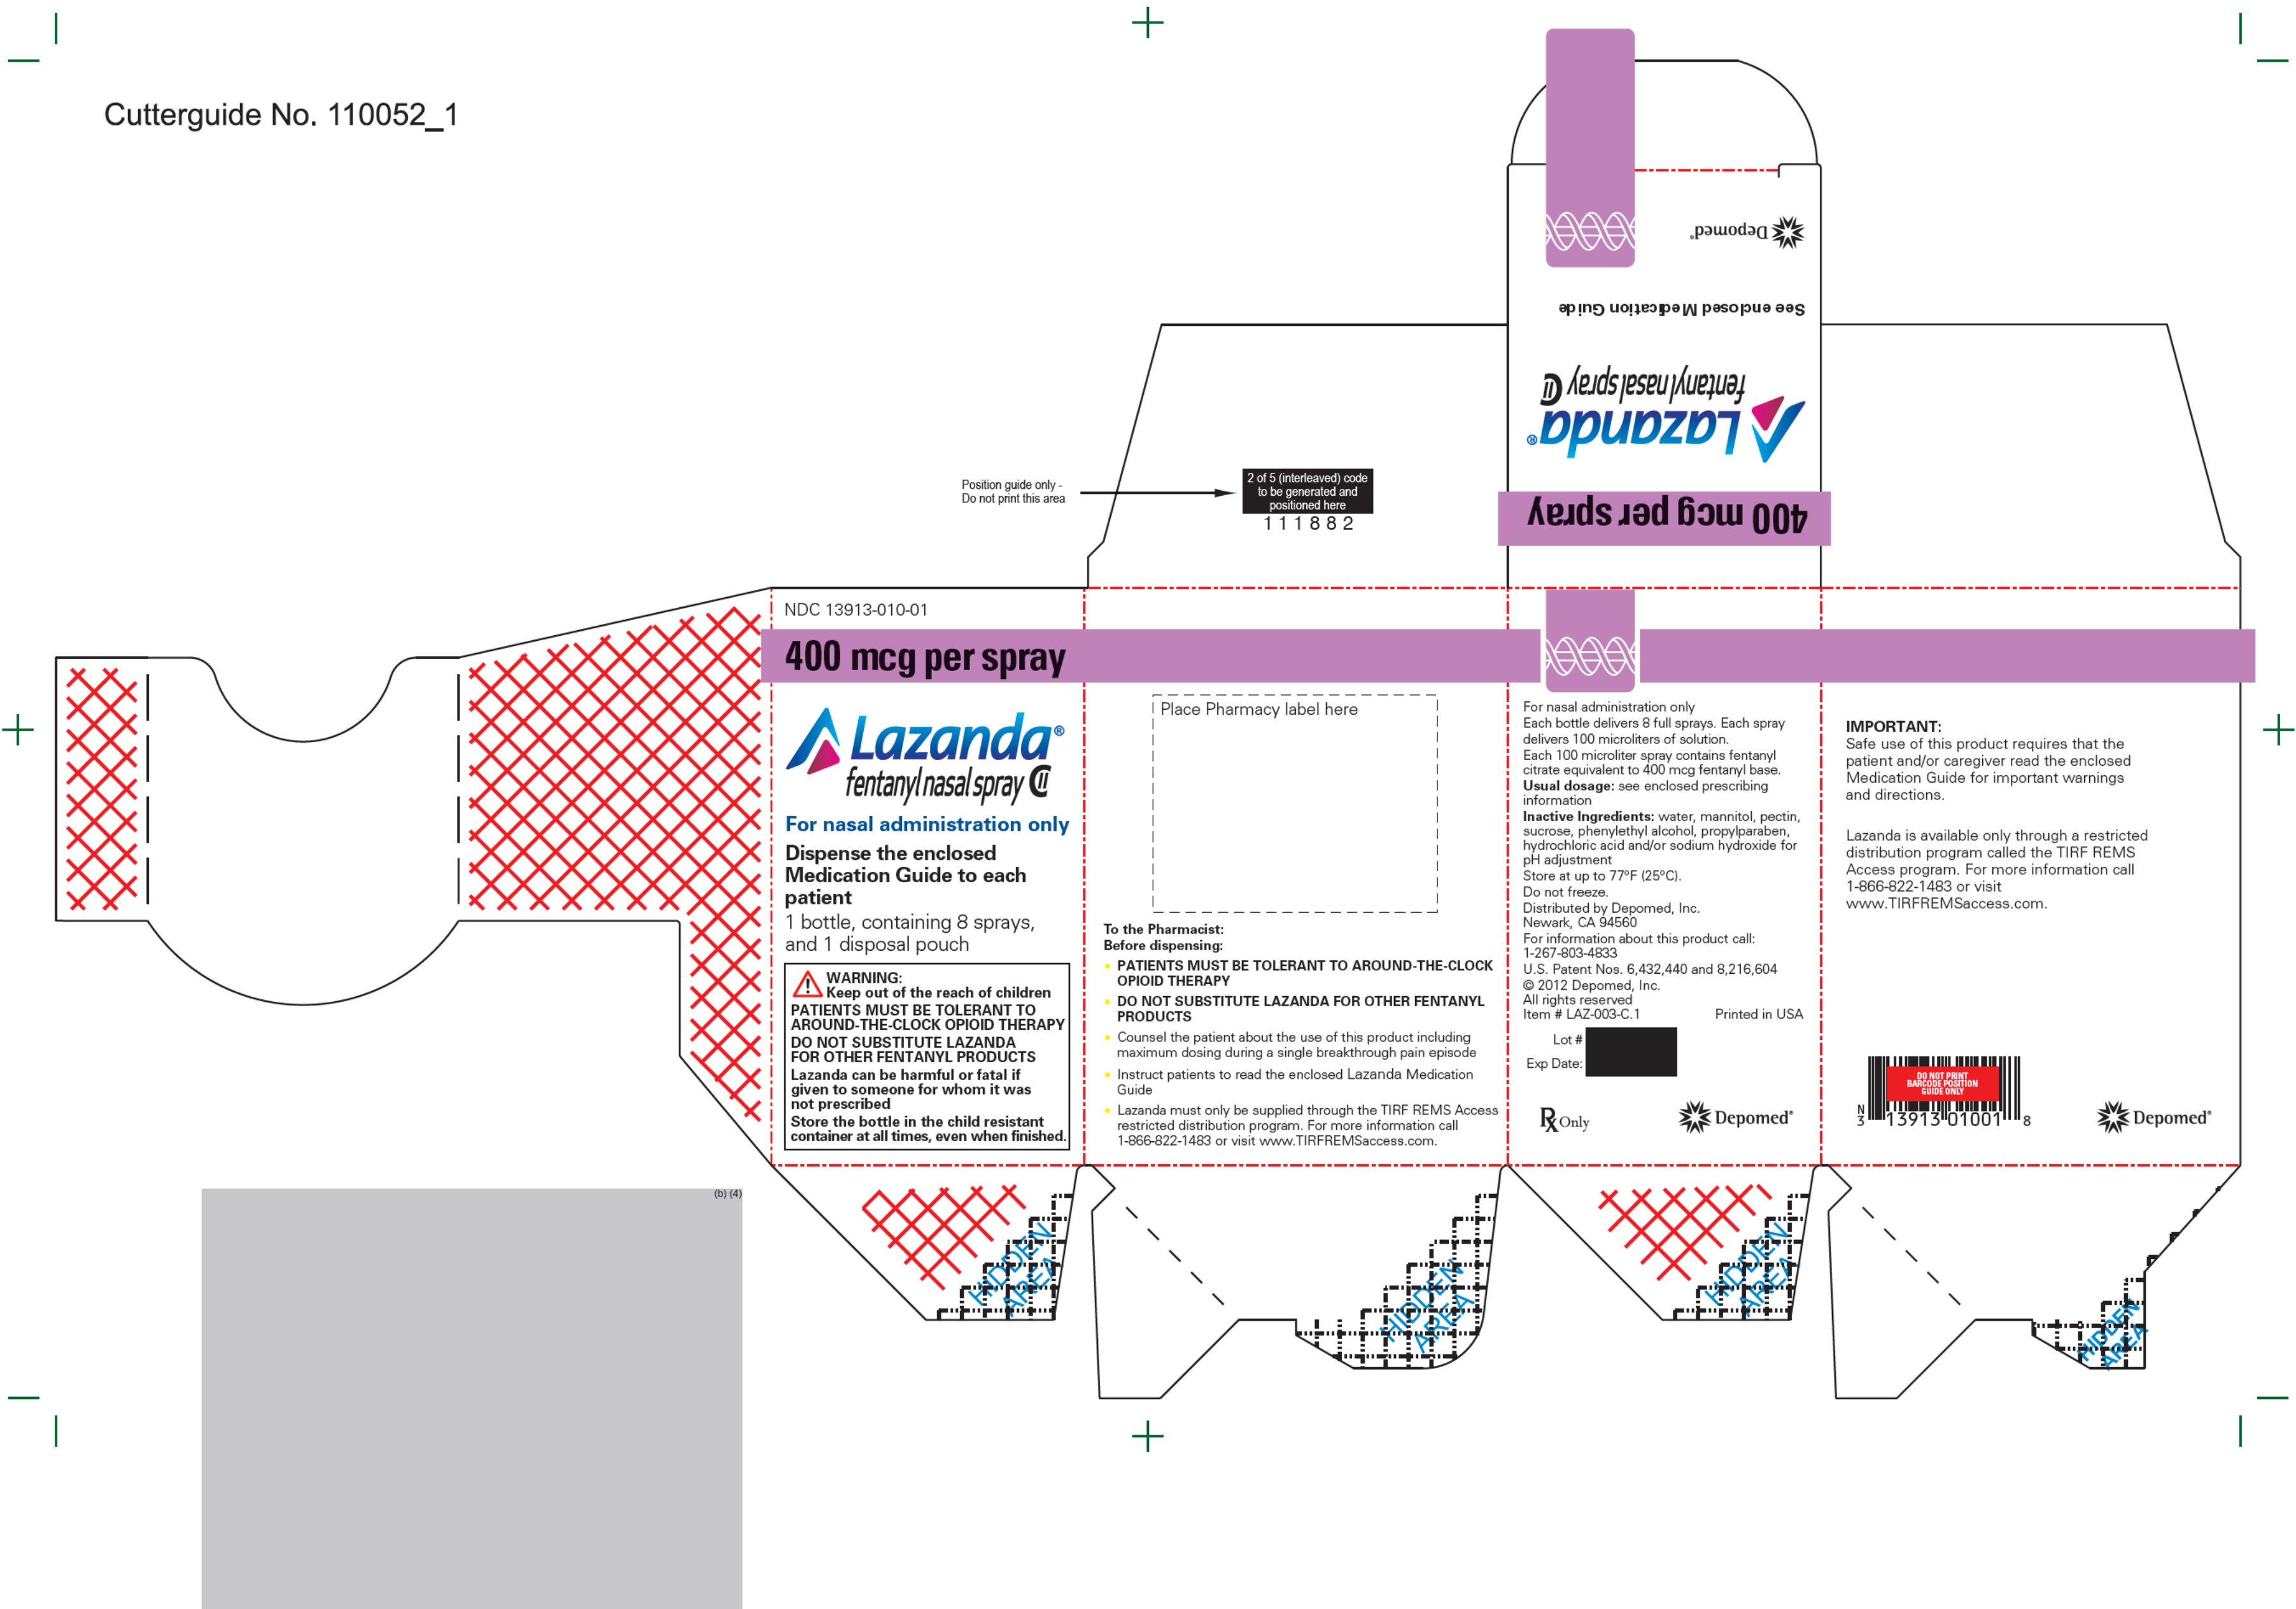 Cutterguide No. 110052_1
Depomed®
See enclosed Medication Guide
fentanyl nasal spray CII
Lazanda®
400 mcg per spray
Position guide only -
Do not print this area
2 of 5 (interleaved) code
to be generated and
positioned here
111882
NDC 13913-010-01
400 mcg per spray
Lazanda®
fentanyl nasal spray CII
For nasal administration only
Dispense the enclosed
Medication Guide to each
patient
1 bottle, containing 8 sprays,
and 1 disposal pouch
WARNING:
Keep out of the reach of children
PATIENTS MUST BE TOLERANT TO
AROUND-THE-CLOCK OPIOID THERAPY
DO NOT SUBSTITUTE LAZANDA
FOR OTHER FENTANYL PRODUCTS
Lazanda can be harmful or fatal if
given to someone for whom it was
not prescribed
Store the bottle in the child resistant
container at all times, even when finished.
Place Pharmacy label here
To the Pharmacist:
Before dispensing:
• PATIENTS MUST BE TOLERANT TO AROUND-THE-CLOCK
OPIOID THERAPY
• DO NOT SUBSTITUTE LAZANDA FOR OTHER FENTANYL
PRODUCTS
• Counsel the patient about the use of this product including
maximum dosing during a single breakthrough pain episode
• Instruct patients to read the enclosed Lazanda Medication
Guide
• Lazanda must only be supplied through the TIRF REMS Access
restricted distribution program. For more information call
1-866-822-1483 or visit www.TIRFREMSaccess.com.
For nasal administration only
Each bottle delivers 8 full sprays. Each spray
delivers 100 microliters of solution.
Each 100 microliter spray contains fentanyl
citrate equivalent to 400 mcg fentanyl base.
Usual dosage: see enclosed prescribing
information
Inactive Ingredients: water, mannitol, pectin,
sucrose, phenylethyl alcohol, propylparaben,
hydrochloric acid and/or sodium hydroxide for
pH adjustment
Store at up to 77°F (25°C).
Do not freeze.
Distributed by Depomed, Inc.
Newark, CA 94560
For information about this product call:
1-267-803-4833
U.S. Patent Nos. 6,432,440 and 8,216,604
© 2012 Depomed, Inc.
All rights reserved
Item # LAZ-003-C.1 Printed in USA
Lot #
Exp Date:
Rx Only
Depomed®
IMPORTANT:
Safe use of this product requires that the
patient and/or caregiver read the enclosed
Medication Guide for important warnings
and directions.
Lazanda is available only through a restricted
distribution program called the TIRF REMS
Access program. For more information call
1-866-822-1483 or visit
www.TIRFREMSaccess.com.
DO NOT PRINT
BARCODE POSITION
GUIDE ONLY
N
3 13913 01001 8
Depomed®
(b) (4)
HIDDEN
AREA
HIDDEN
AREA
HIDDEN
AREA
HIDDEN
AREA